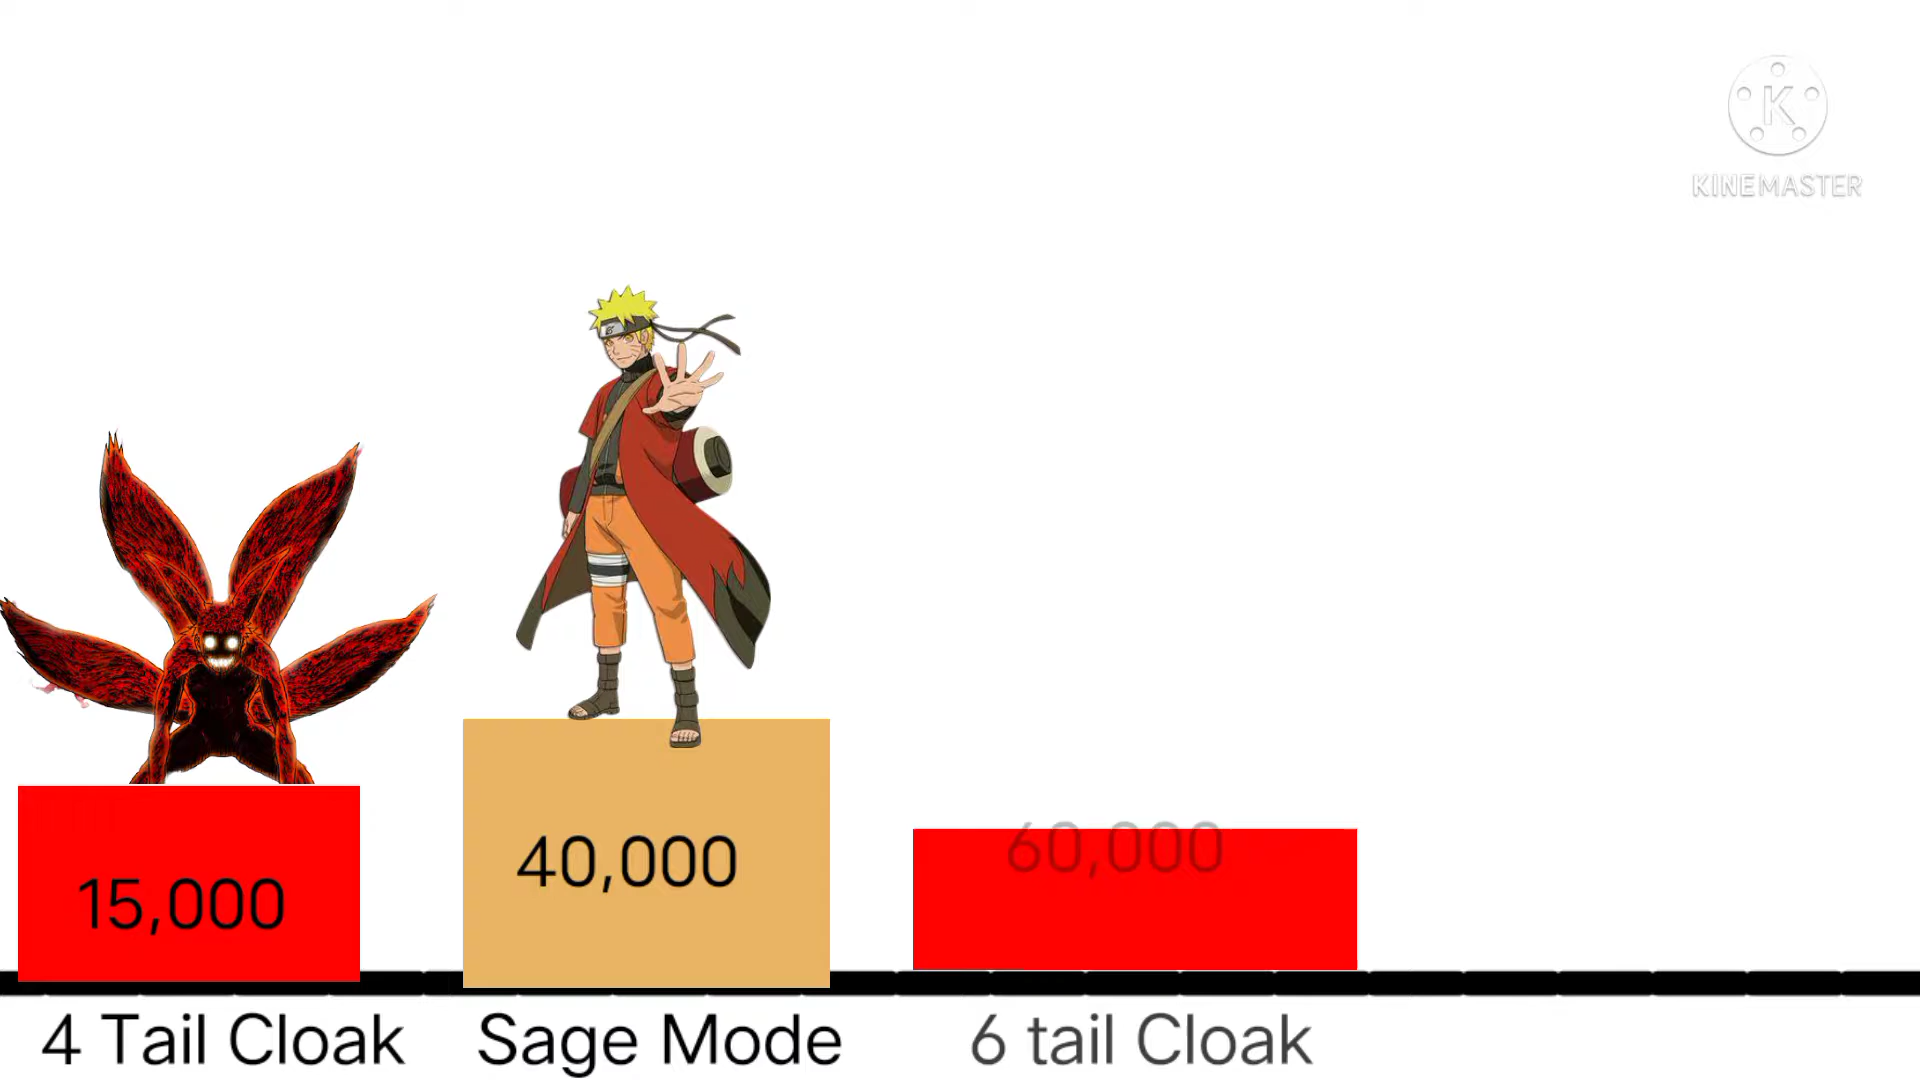 K
KINEMASTER
15,000
40,000
60,000
4 Tail Cloak
Sage Mode
6 tail Cloak